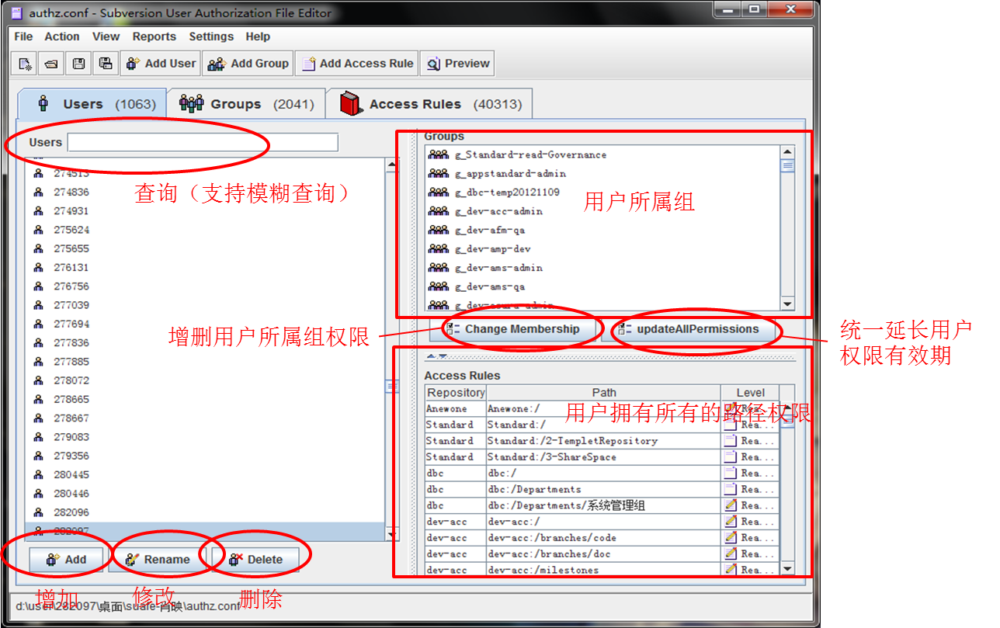 authz.conf - Subversion User Authorization File Editor
File Action View Reports Settings Help
Add User Add Group Add Access Rule Preview
Users (1063) Groups (2041) Access Rules (40313)
Users
查询（支持模糊查询）
274513
274836
274931
275624
275655
276131
276756
277039
277694
277836
277885
278072
278665
278667
279083
279356
280445
280446
282096
282097
增删用户所属组权限
Add Rename Delete
增加 修改 删除
Groups
g_Standard-read-Governance
g_appstandard-admin
g_dbc-temp20121109
g_dev-acc-admin
g_dev-afm-qa
g_dev-amp-dev
g_dev-ams-admin
g_dev-ams-qa
用户所属组
Change Membership updateAllPermissions
统一延长用户
权限有效期
Access Rules
Repository Path Level
用户拥有所有的路径权限
Anewone Anewone:/ Rea...
Standard Standard:/ Rea...
Standard Standard:/2-TempletRepository Rea...
Standard Standard:/3-ShareSpace Rea...
dbc dbc:/ Rea...
dbc dbc:/Departments Rea...
dbc dbc:/Departments/系统管理组 Rea...
dev-acc dev-acc:/ Rea...
dev-acc dev-acc:/branches/code Rea...
dev-acc dev-acc:/branches/doc Rea...
dev-acc dev-acc:/milestones Rea...
d:\user\282097\桌面\suafe-肖映\authz.conf